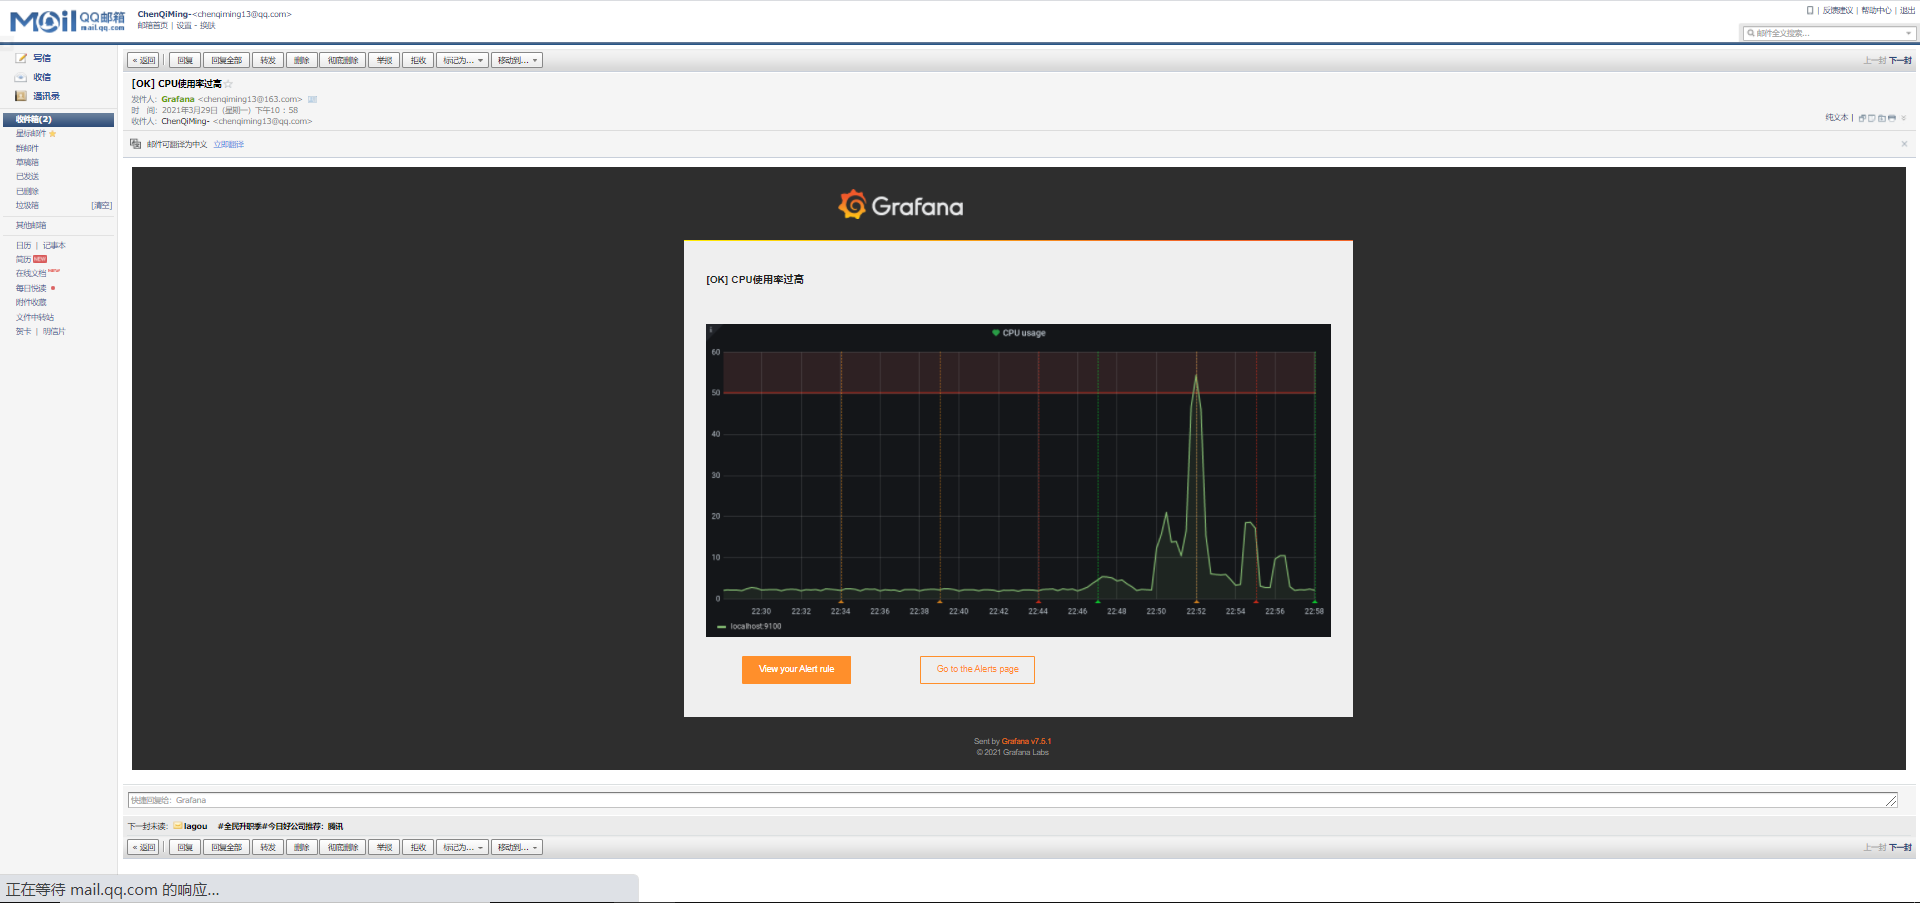 Mail QQ邮箱
mail.qq.com
ChenQiMing-<chenqiming13@qq.com>
邮箱首页 | 设置 - 换肤
| 反馈建议 | 帮助中心 | 退出
邮件全文搜索...
写信
收信
通讯录
收件箱(2)
星标邮件
群邮件
草稿箱
已发送
已删除
垃圾箱 [清空]
其他邮箱
日历 | 记事本
简历 NEW
在线文档 NEW
每日悦读
附件收藏
文件中转站
贺卡 | 明信片
« 返回 回复 回复全部 转发 删除 彻底删除 举报 拒收 标记为... 移动到...
上一封 下一封
[OK] CPU使用率过高
发件人: Grafana <chenqiming13@163.com>
时 间: 2021年3月29日 (星期一) 下午10:58
收件人: ChenQiMing- <chenqiming13@qq.com>
纯文本 |
邮件可翻译为中文 立即翻译
Grafana
[OK] CPU使用率过高
CPU usage
60
50
40
30
20
10
0
22:30 22:32 22:34 22:36 22:38 22:40 22:42 22:44 22:46 22:48 22:50 22:52 22:54 22:56 22:58
localhost:9100
View your Alert rule
Go to the Alerts page
Sent by Grafana v7.5.1
© 2021 Grafana Labs
快捷回复给: Grafana
下一封未读: lagou #全民升职季#今日好公司推荐: 腾讯
« 返回 回复 回复全部 转发 删除 彻底删除 举报 拒收 标记为... 移动到...
上一封 下一封
正在等待 mail.qq.com 的响应...